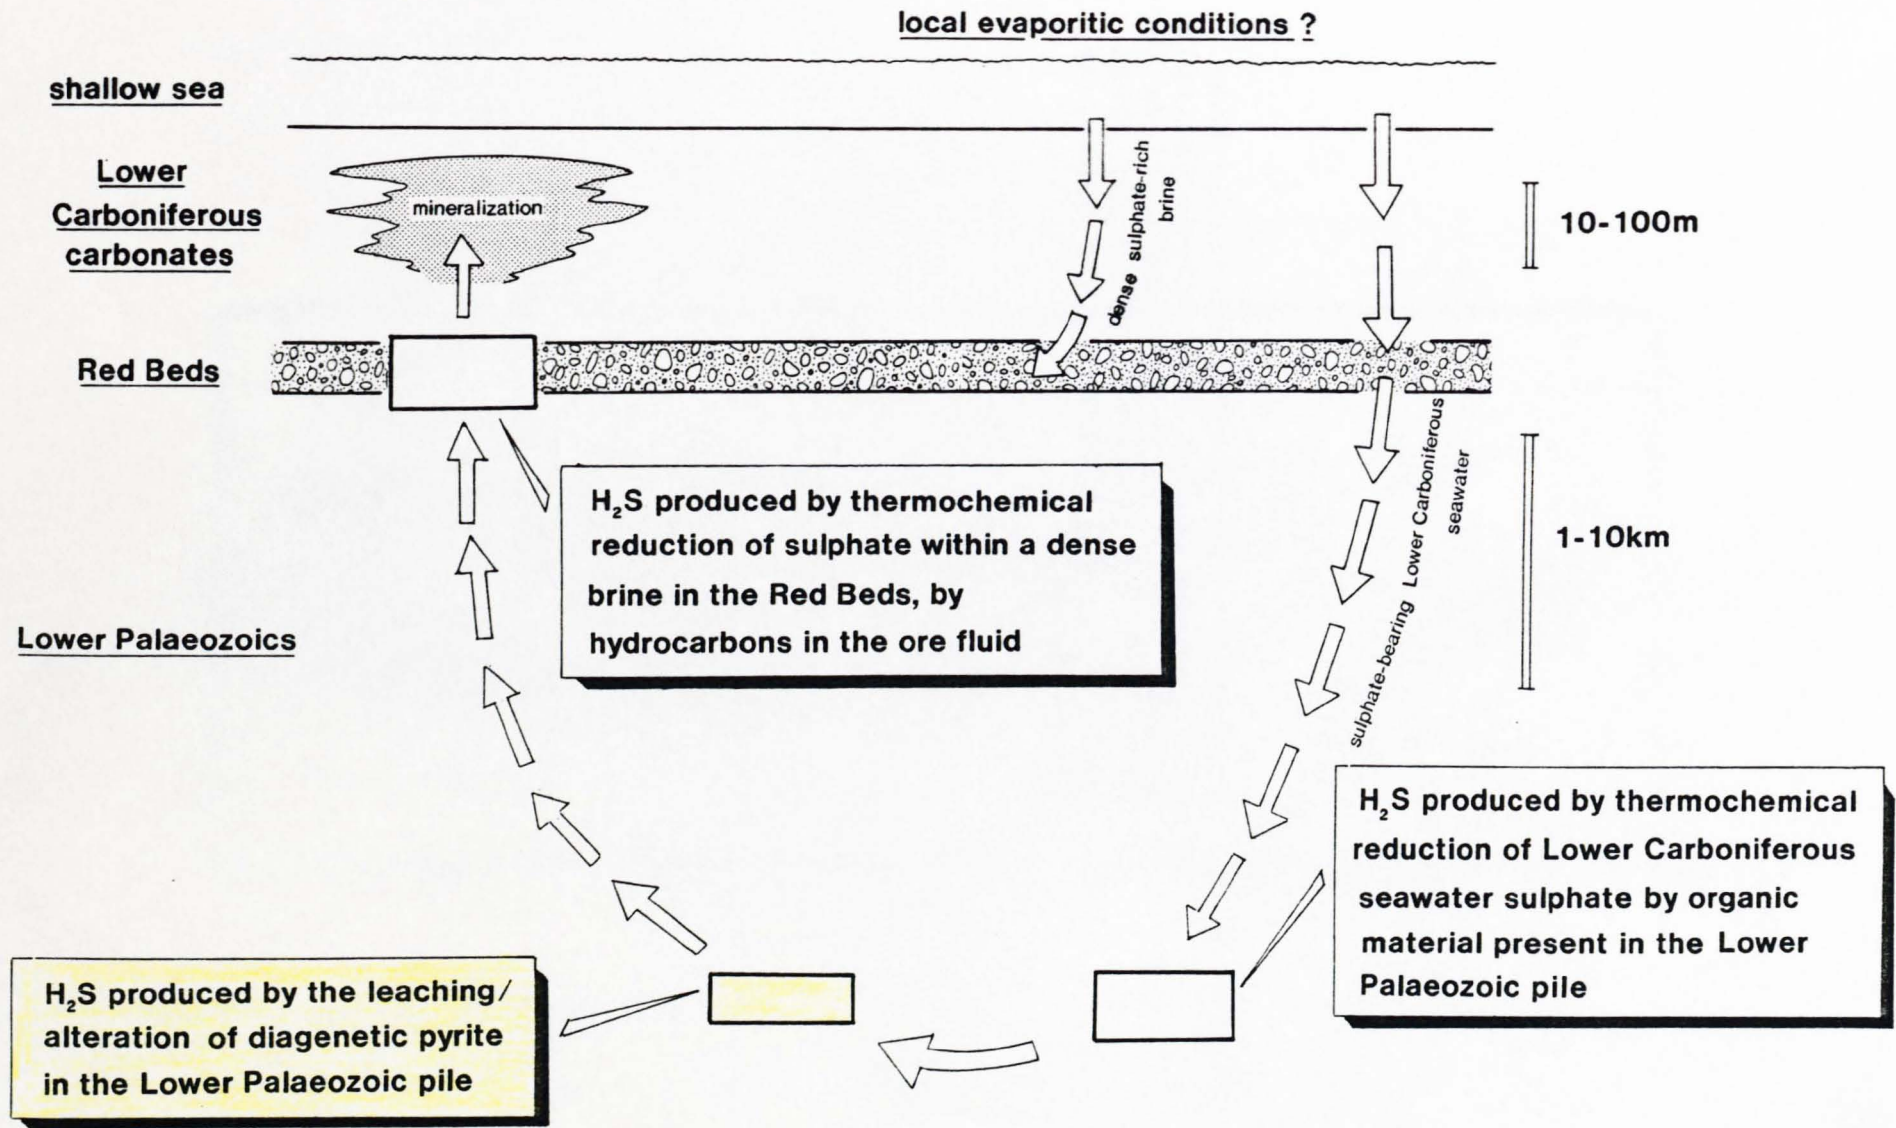 local evaporitic conditions ?
shallow sea
Lower
Carboniferous
carbonates
mineralization
dense sulphate-rich
brine
10-100m
Red Beds
sulphate-bearing Lower Carboniferous
seawater
1-10km
H₂S produced by thermochemical
reduction of sulphate within a dense
brine in the Red Beds, by
hydrocarbons in the ore fluid
Lower Palaeozoics
H₂S produced by thermochemical
reduction of Lower Carboniferous
seawater sulphate by organic
material present in the Lower
Palaeozoic pile
H₂S produced by the leaching/
alteration of diagenetic pyrite
in the Lower Palaeozoic pile